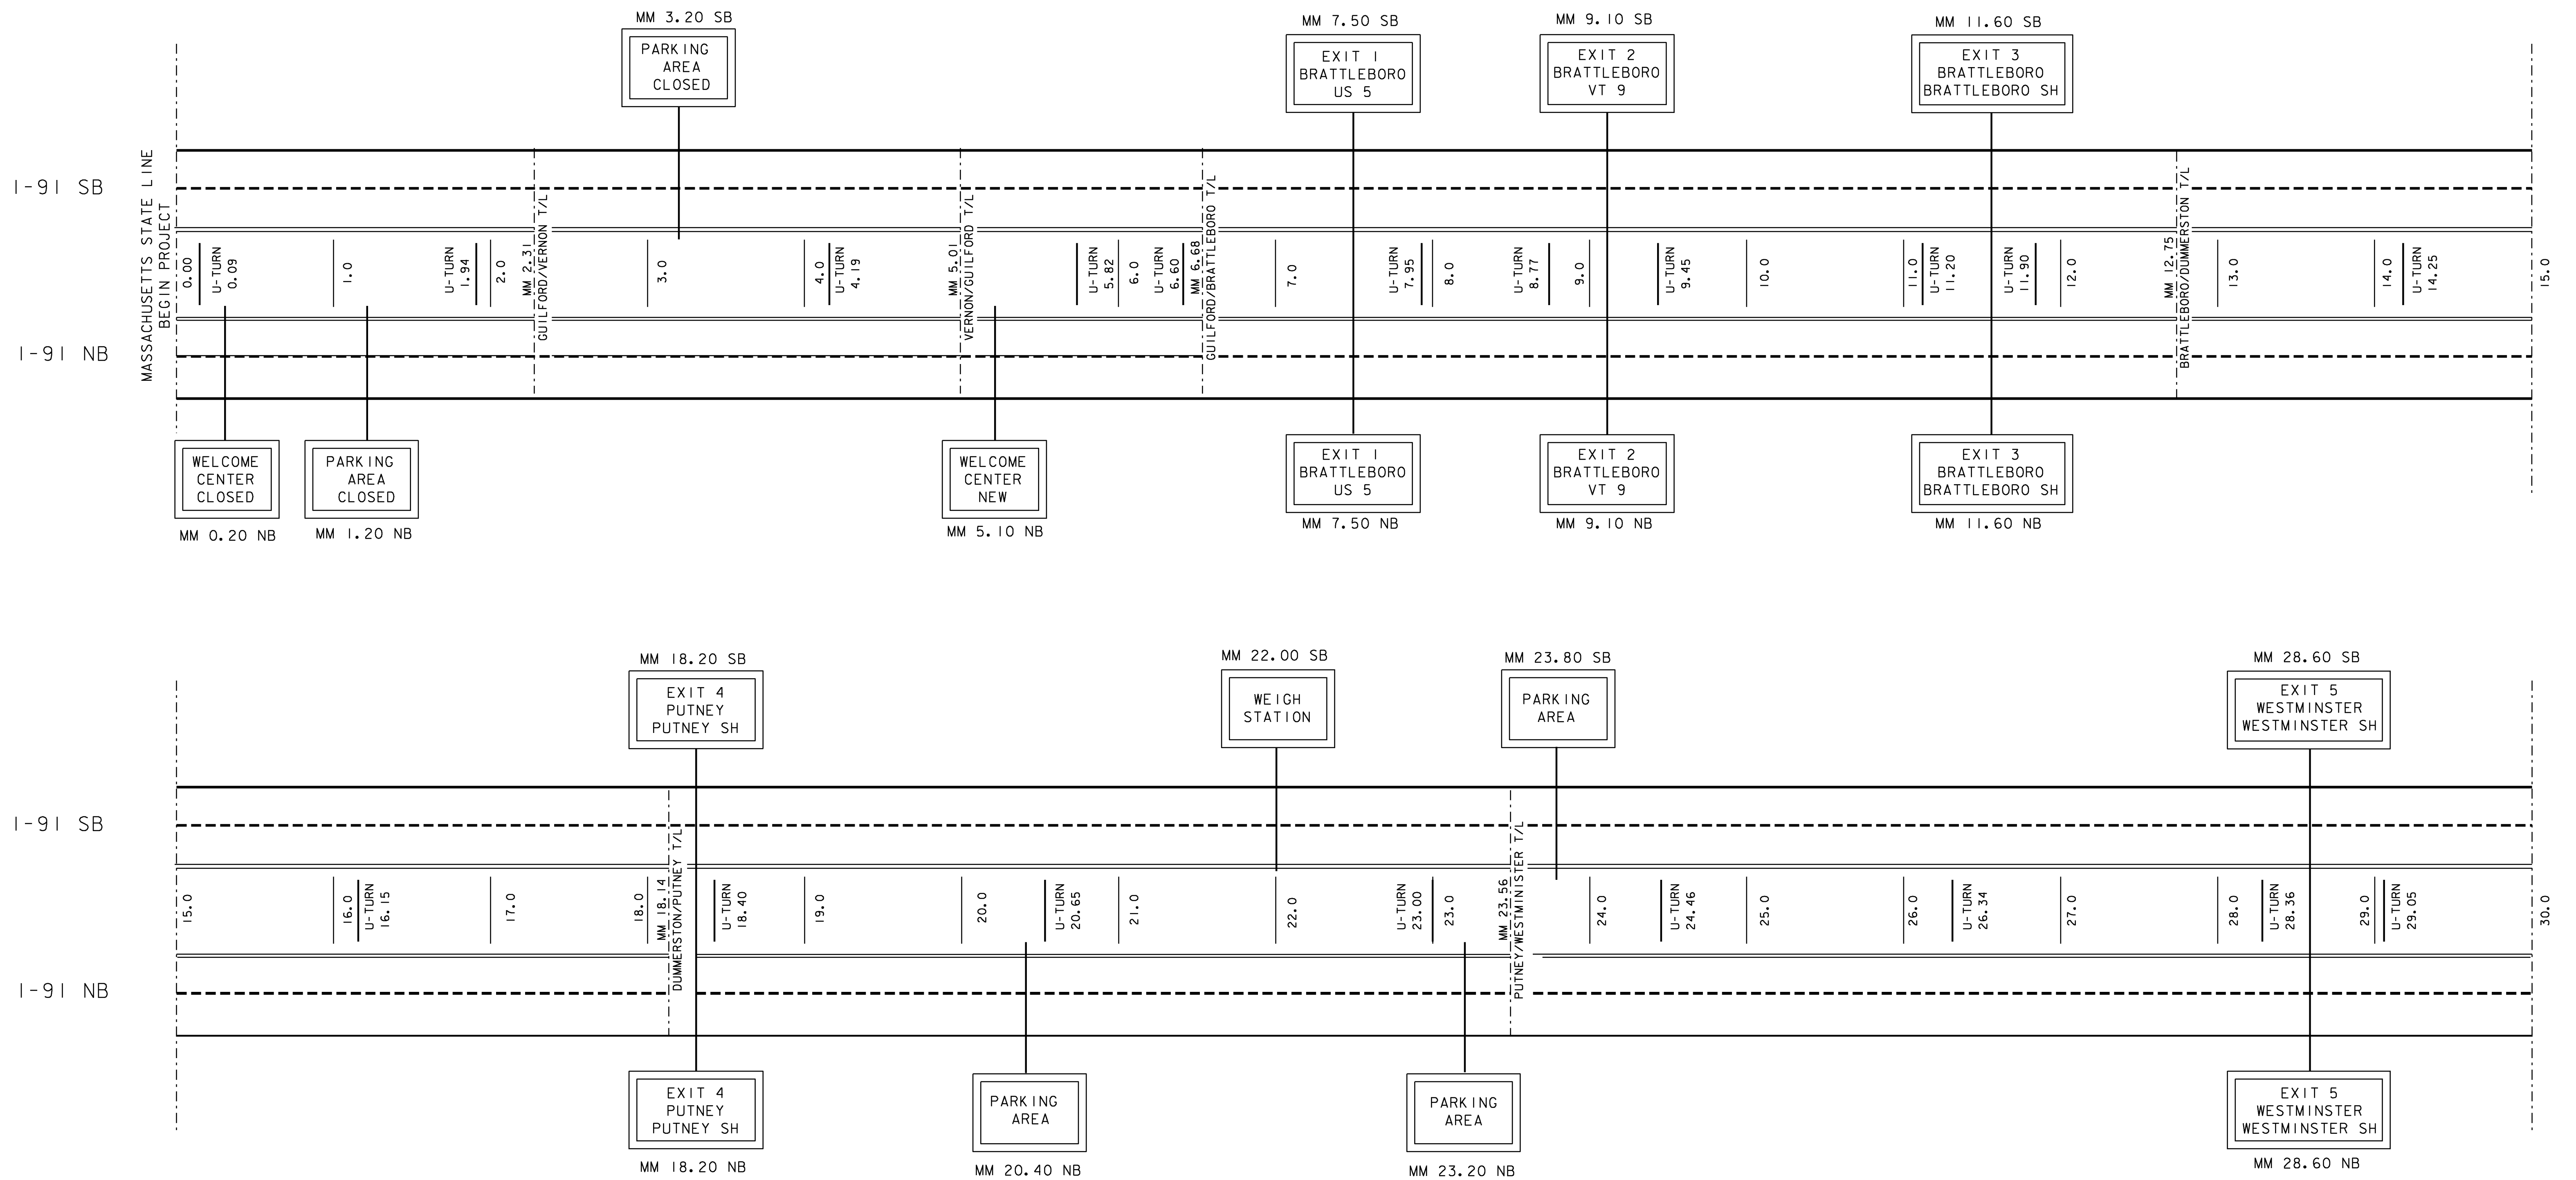 MM 3.20 SB
PARKING
AREA
CLOSED
MM 7.50 SB
EXIT 1
BRATTLEBORO
US 5
MM 9.10 SB
EXIT 2
BRATTLEBORO
VT 9
MM 11.60 SB
EXIT 3
BRATTLEBORO
BRATTLEBORO SH
I-91 SB
I-91 NB
MASSACHUSETTS STATE LINE
BEGIN PROJECT
0.00
U-TURN
0.09
1.0
U-TURN
1.94
2.0
MM 2.31
GUILFORD/VERNON T/L
3.0
4.0
U-TURN
4.19
MM 5.01
VERNON/GUILFORD T/L
U-TURN
5.82
6.0
U-TURN
6.60
MM 6.68
GUILFORD/BRATTLEBORO T/L
7.0
U-TURN
7.95
8.0
U-TURN
8.77
9.0
U-TURN
9.45
10.0
11.0
U-TURN
11.20
U-TURN
11.90
12.0
MM 12.75
BRATTLEBORO/DUMMERSTON T/L
13.0
14.0
U-TURN
14.25
15.0
WELCOME
CENTER
CLOSED
MM 0.20 NB
PARKING
AREA
CLOSED
MM 1.20 NB
WELCOME
CENTER
NEW
MM 5.10 NB
EXIT 1
BRATTLEBORO
US 5
MM 7.50 NB
EXIT 2
BRATTLEBORO
VT 9
MM 9.10 NB
EXIT 3
BRATTLEBORO
BRATTLEBORO SH
MM 11.60 NB
MM 18.20 SB
EXIT 4
PUTNEY
PUTNEY SH
MM 22.00 SB
WEIGH
STATION
MM 23.80 SB
PARKING
AREA
MM 28.60 SB
EXIT 5
WESTMINSTER
WESTMINSTER SH
I-91 SB
I-91 NB
15.0
16.0
U-TURN
16.15
17.0
18.0
MM 18.14
DUMMERSTON/PUTNEY T/L
U-TURN
18.40
19.0
20.0
U-TURN
20.65
21.0
22.0
U-TURN
23.00
23.0
MM 23.56
PUTNEY/WESTMINISTER T/L
24.0
U-TURN
24.46
25.0
26.0
U-TURN
26.34
27.0
28.0
U-TURN
28.36
29.0
U-TURN
29.05
30.0
EXIT 4
PUTNEY
PUTNEY SH
MM 18.20 NB
PARKING
AREA
MM 20.40 NB
PARKING
AREA
MM 23.20 NB
EXIT 5
WESTMINSTER
WESTMINSTER SH
MM 28.60 NB